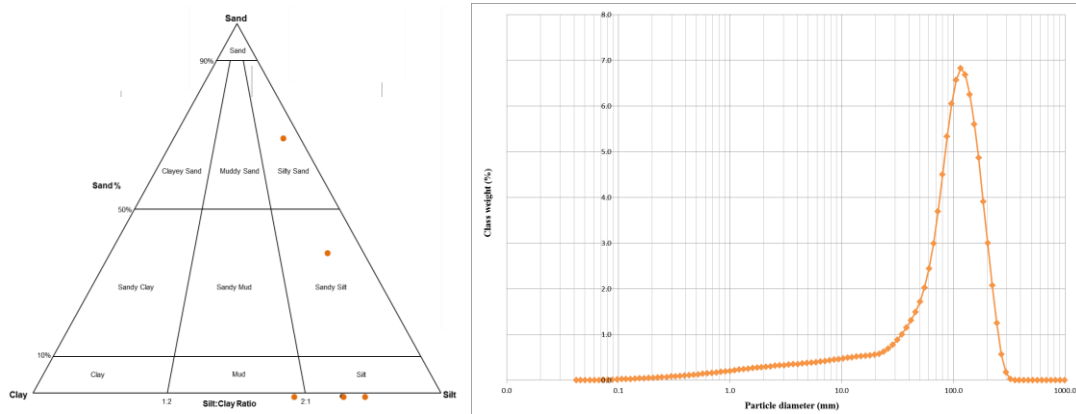 Sand
Sand
90%
Clayey Sand Muddy Sand Silty Sand
Sand %
50%
Sandy Clay Sandy Mud Sandy Silt
10%
Clay Mud Silt
Clay Silt
1:2 Silt:Clay Ratio 2:1
8.0
7.0
6.0
5.0
4.0
3.0
2.0
1.0
0.0
Class weight (%)
0.0 0.1 1.0 10.0 100.0 1000.0
Particle diameter (mm)